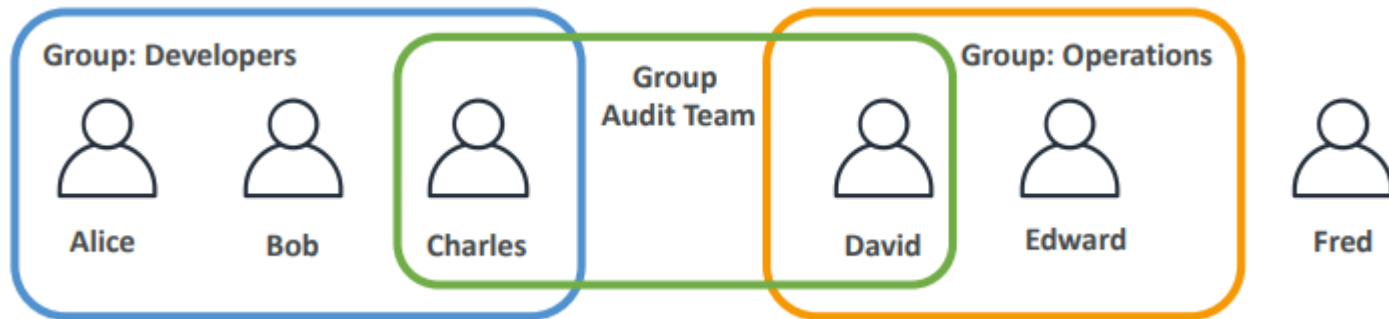 Group: Developers
Group
Audit Team
Group: Operations
Alice
Bob
Charles
David
Edward
Fred